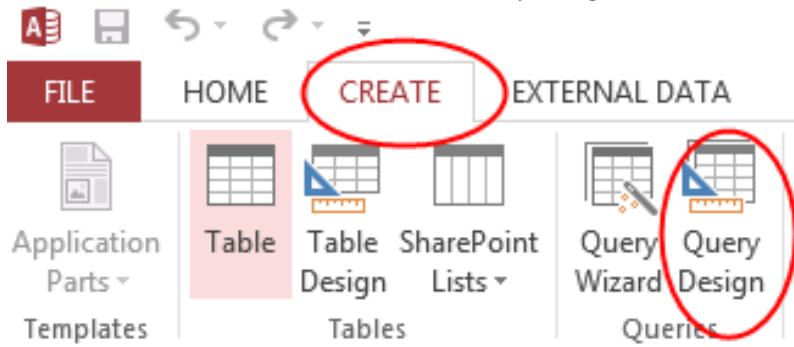 FILE HOME CREATE EXTERNAL DATA
Application Parts
Table
Table Design
SharePoint Lists
Query Wizard
Query Design
Templates Tables Queries